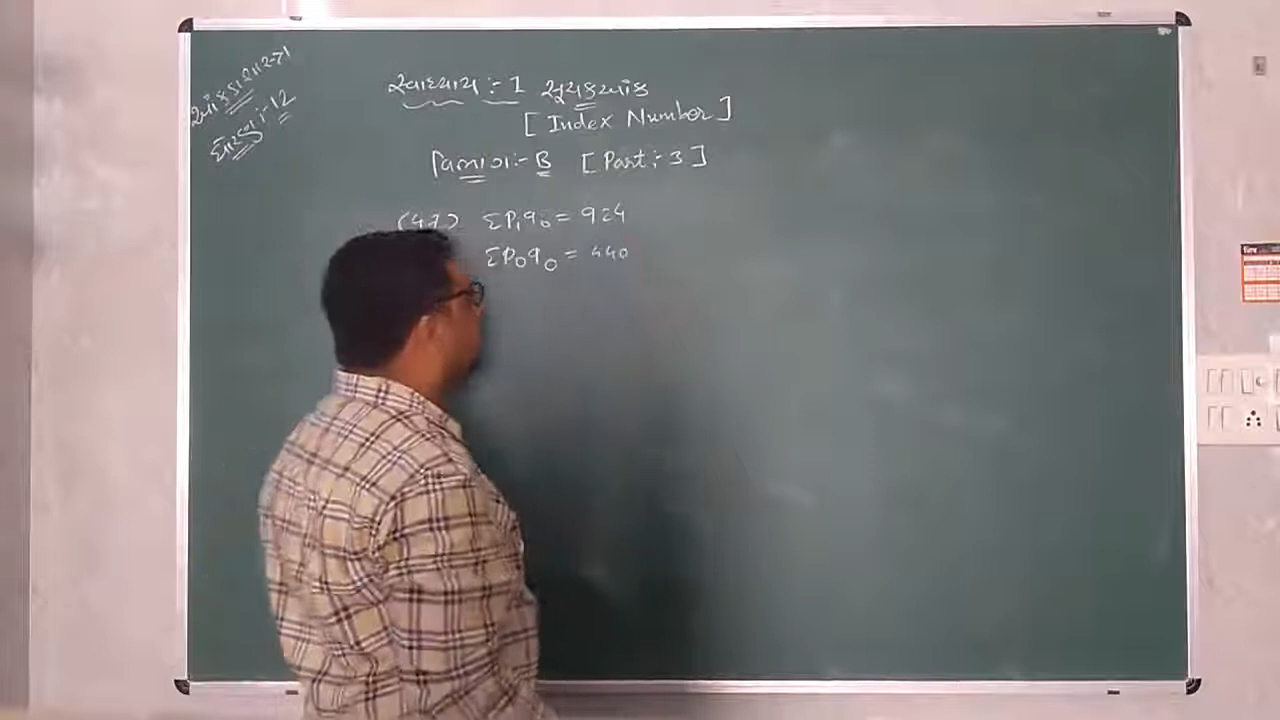 આંકડાશાસ્ત્ર
ધોરણ :- 12
સ્વાધ્યાય :- 1 સૂચકઆંક
[ Index Number ]
વિભાગ :- B [ Part :- 3 ]
Σp₁q₀ = 924
Σp₀q₀ = 440